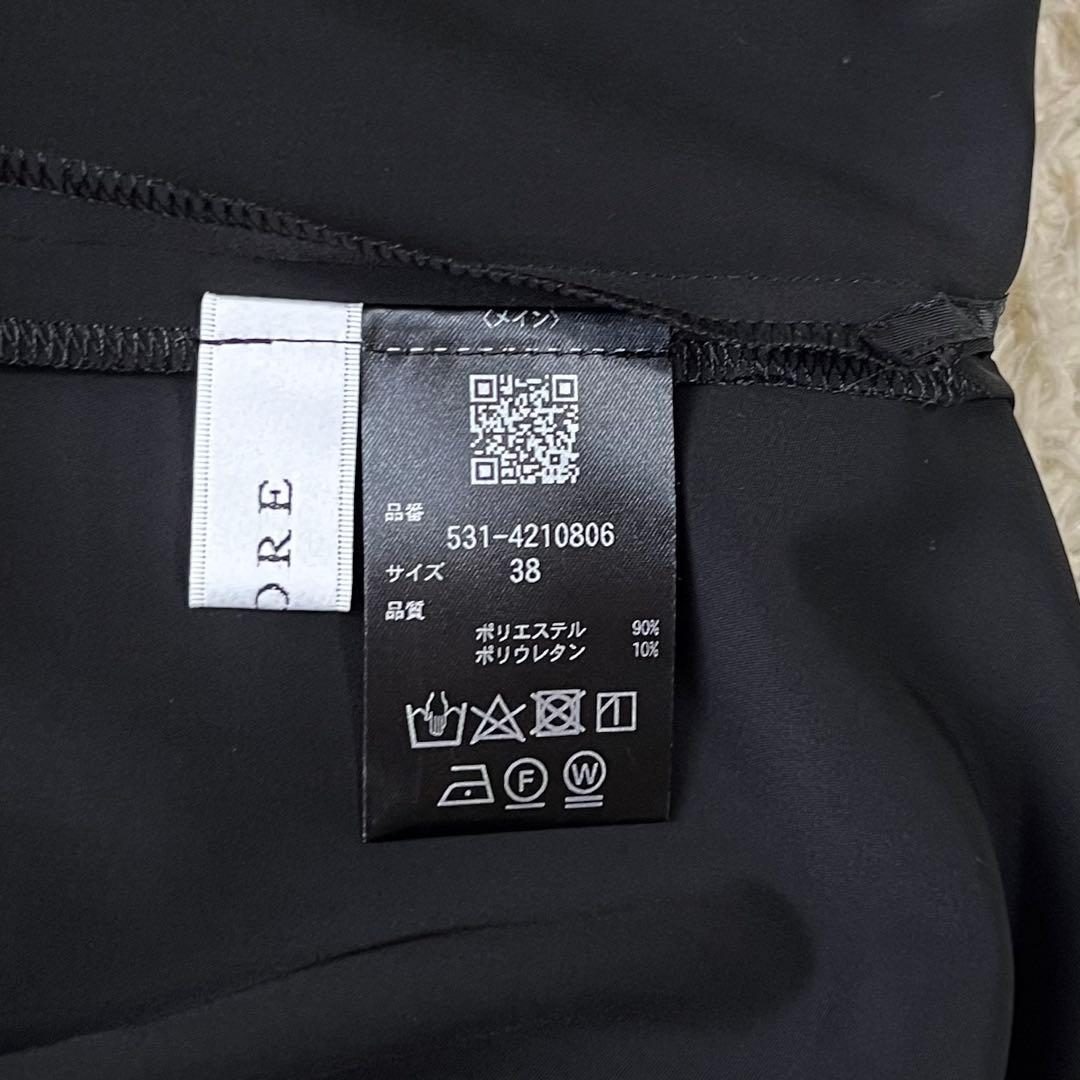 〈メイン〉
品番
531-4210806
サイズ 38
品質
ポリエステル 90%
ポリウレタン 10%
F W
ORE